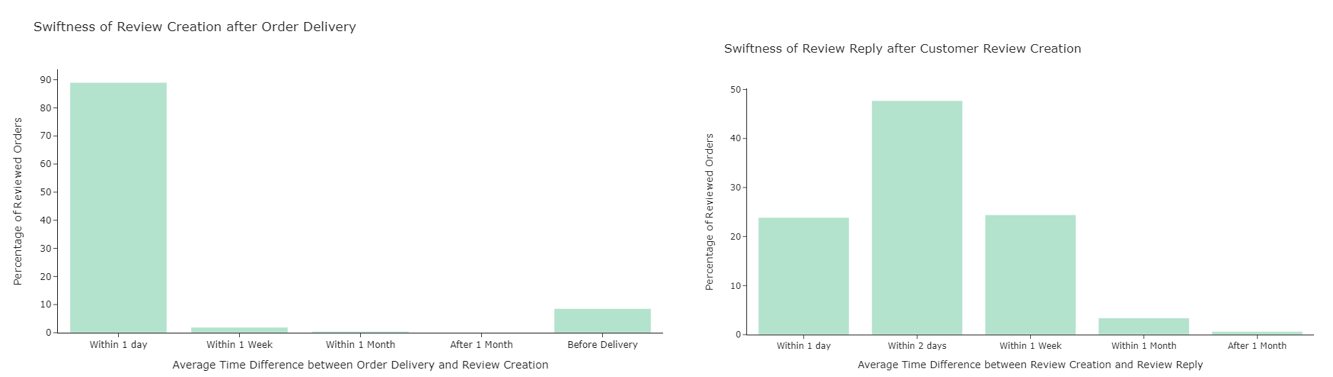 Swiftness of Review Creation after Order Delivery
Percentage of Reviewed Orders
90
80
70
60
50
40
30
20
10
0
Within 1 day
Within 1 Week
Within 1 Month
After 1 Month
Before Delivery
Average Time Difference between Order Delivery and Review Creation
Swiftness of Review Reply after Customer Review Creation
Percentage of Reviewed Orders
50
40
30
20
10
0
Within 1 day
Within 2 days
Within 1 Week
Within 1 Month
After 1 Month
Average Time Difference between Review Creation and Review Reply